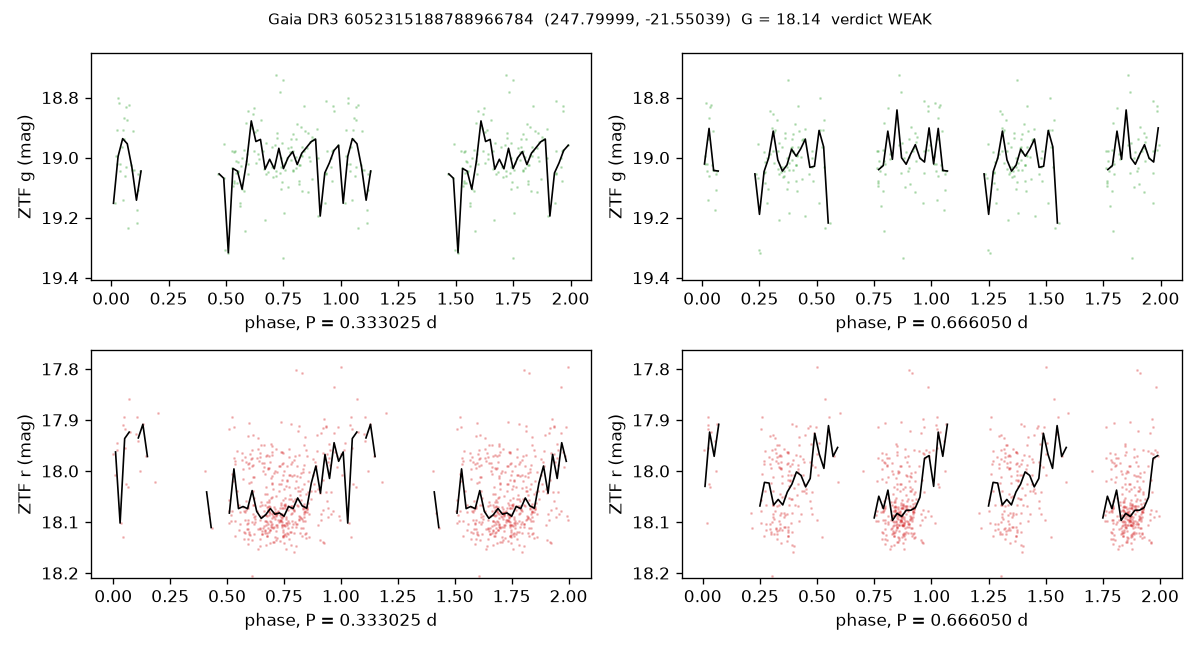 Gaia DR3 6052315188788966784  (247.79999, -21.55039)  G = 18.14  verdict WEAK
ZTF g (mag)
18.8
19.0
19.2
19.4
0.00 0.25 0.50 0.75 1.00 1.25 1.50 1.75 2.00
phase, P = 0.333025 d
ZTF g (mag)
18.8
19.0
19.2
19.4
0.00 0.25 0.50 0.75 1.00 1.25 1.50 1.75 2.00
phase, P = 0.666050 d
ZTF r (mag)
17.8
17.9
18.0
18.1
18.2
0.00 0.25 0.50 0.75 1.00 1.25 1.50 1.75 2.00
phase, P = 0.333025 d
ZTF r (mag)
17.8
17.9
18.0
18.1
18.2
0.00 0.25 0.50 0.75 1.00 1.25 1.50 1.75 2.00
phase, P = 0.666050 d